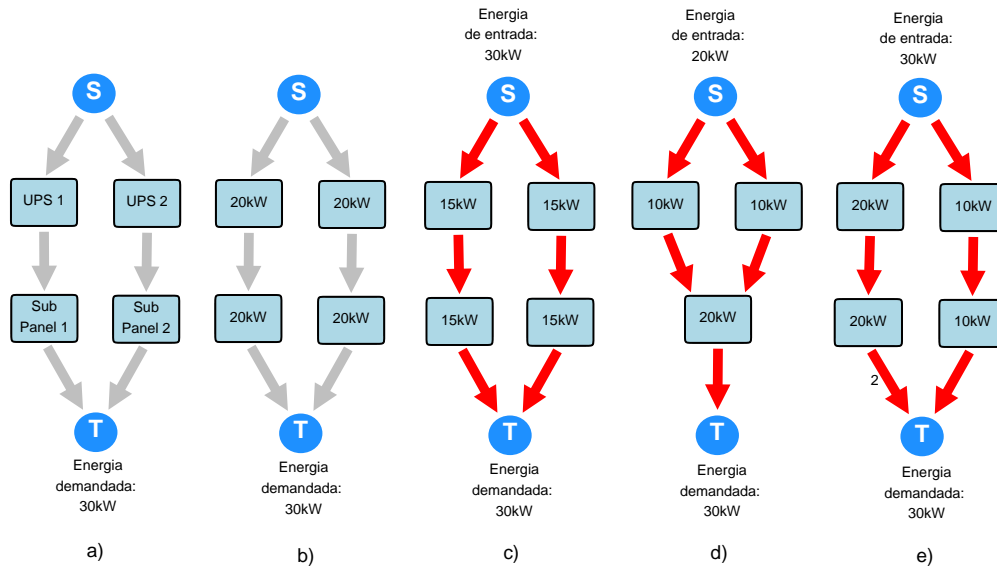 Energia
de entrada:
30kW
Energia
de entrada:
20kW
Energia
de entrada:
30kW
S
S
S
S
S
UPS 1
UPS 2
20kW
20kW
15kW
15kW
10kW
10kW
20kW
10kW
Sub
Panel 1
Sub
Panel 2
20kW
20kW
15kW
15kW
20kW
20kW
10kW
2
T
T
T
T
T
Energia
demandada:
30kW
Energia
demandada:
30kW
Energia
demandada:
30kW
Energia
demandada:
30kW
Energia
demandada:
30kW
a)
b)
c)
d)
e)